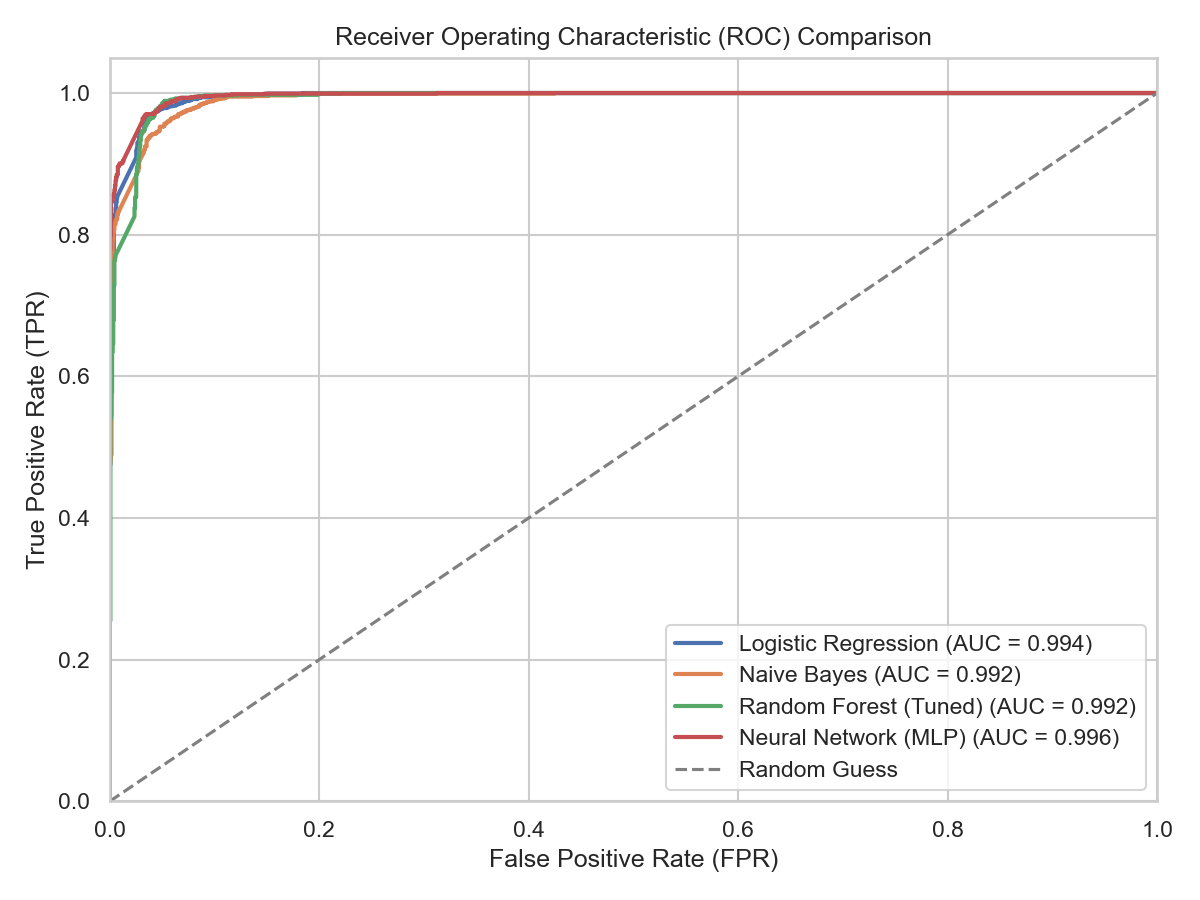 Receiver Operating Characteristic (ROC) Comparison
True Positive Rate (TPR)
1.0
0.8
0.6
0.4
0.2
0.0
Logistic Regression (AUC = 0.994)
Naive Bayes (AUC = 0.992)
Random Forest (Tuned) (AUC = 0.992)
Neural Network (MLP) (AUC = 0.996)
Random Guess
0.0 0.2 0.4 0.6 0.8 1.0
False Positive Rate (FPR)